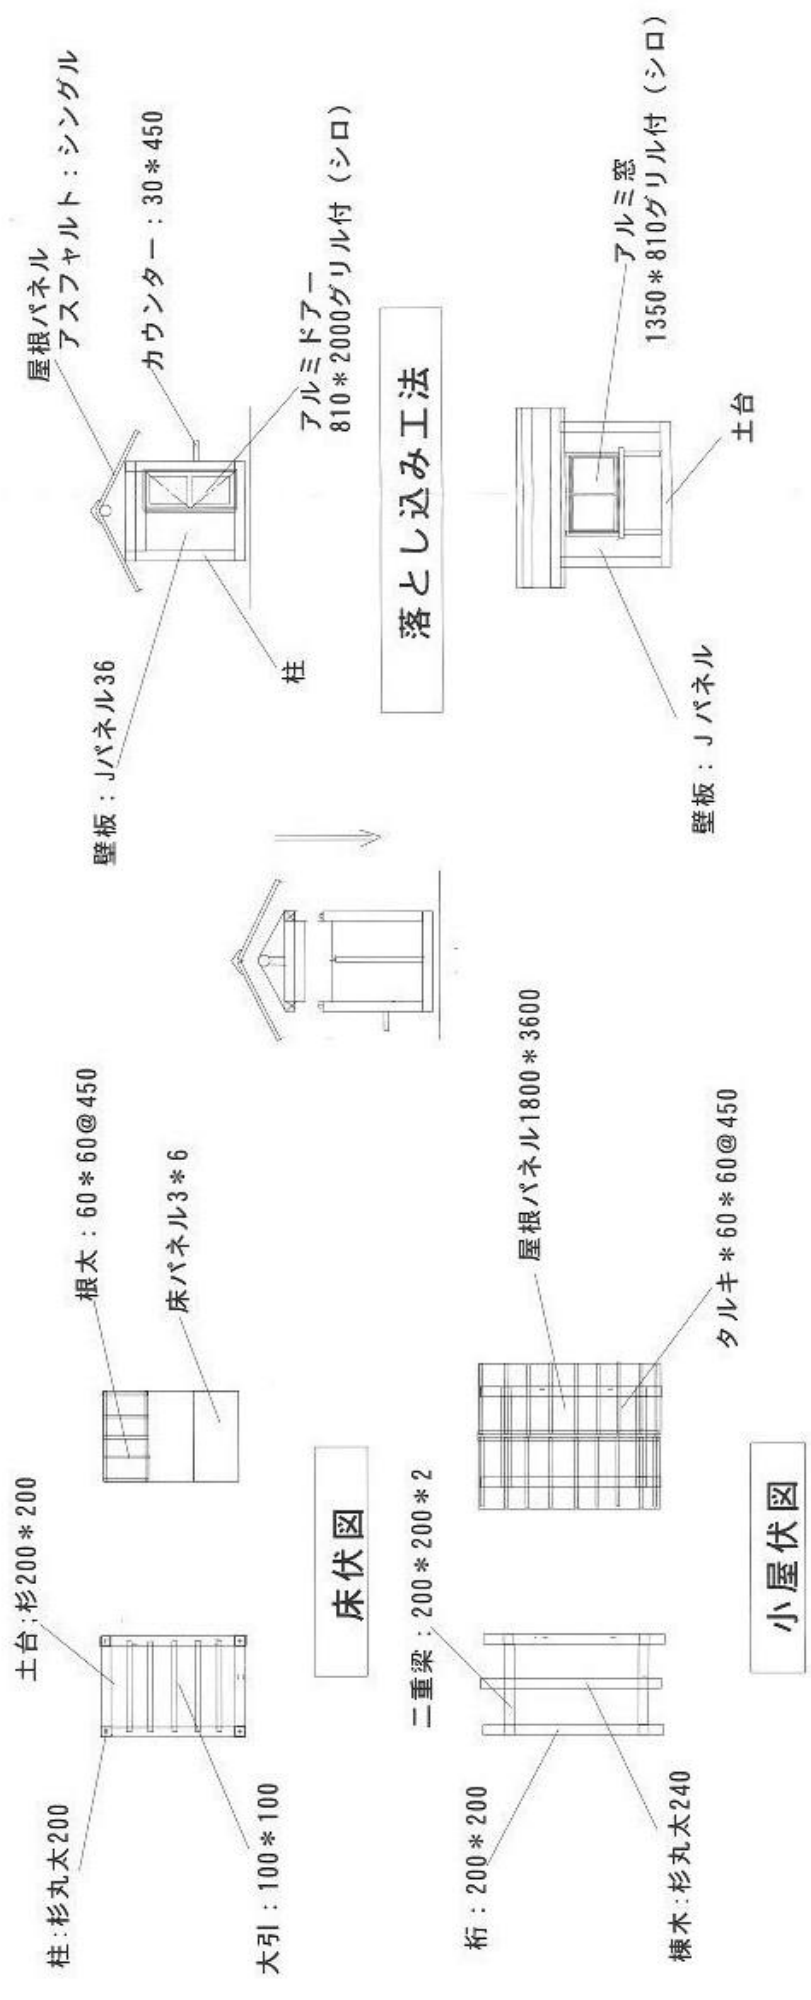 柱:杉丸太200
土台:杉200*200
大引：100*100
根太：60*60@450
床パネル3*6
床伏図
桁：200*200
二重梁：200*200*2
棟木:杉丸太240
屋根パネル1800*3600
タルキ*60*60@450
小屋伏図
壁板：Jパネル36
屋根パネル
アスファルト：シングル
カウンター：30*450
アルミドアー
810*2000グリル付（シロ）
柱
落とし込み工法
アルミ窓
1350*810グリル付（シロ）
土台
壁板：Jパネル